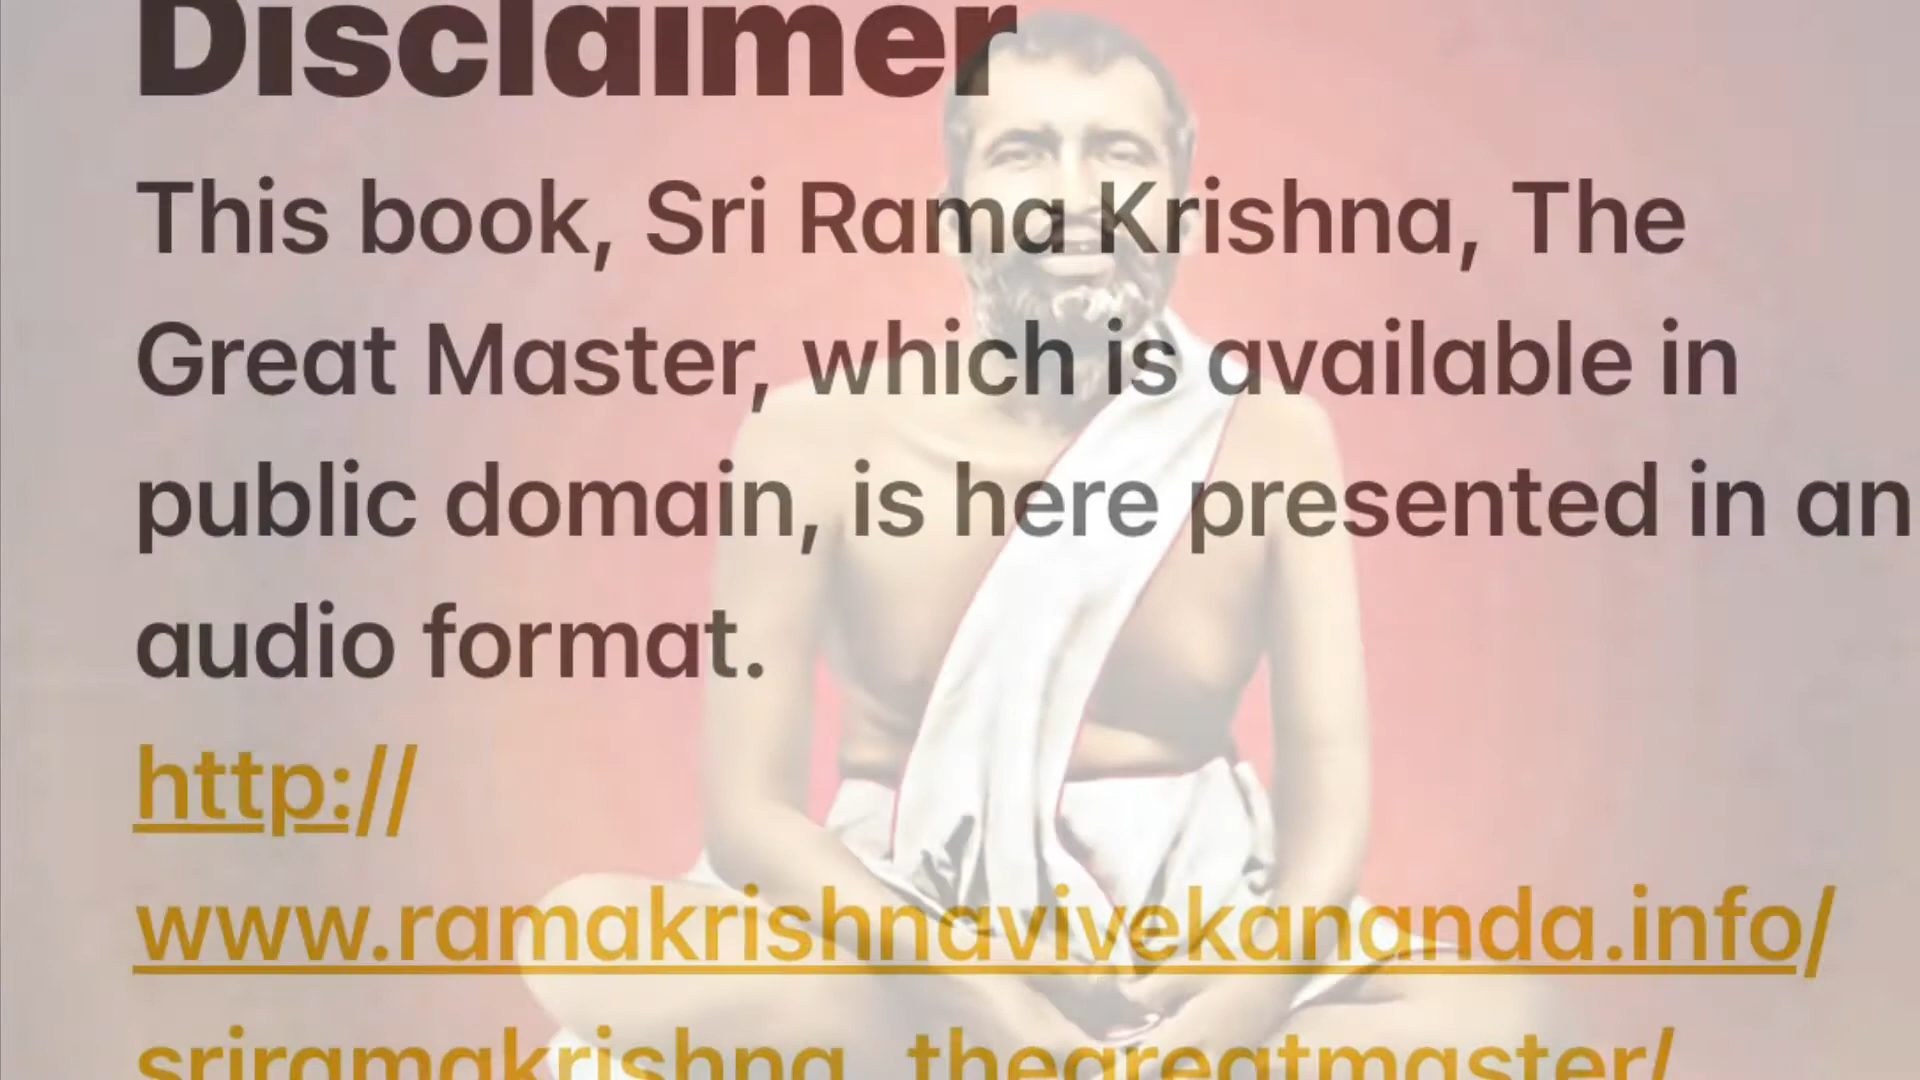 Disclaimer
This book, Sri Rama Krishna, The
Great Master, which is available in
public domain, is here presented in an
audio format.
http://
www.ramakrishnavivekananda.info/
sriramakrishna_thegreatmaster/